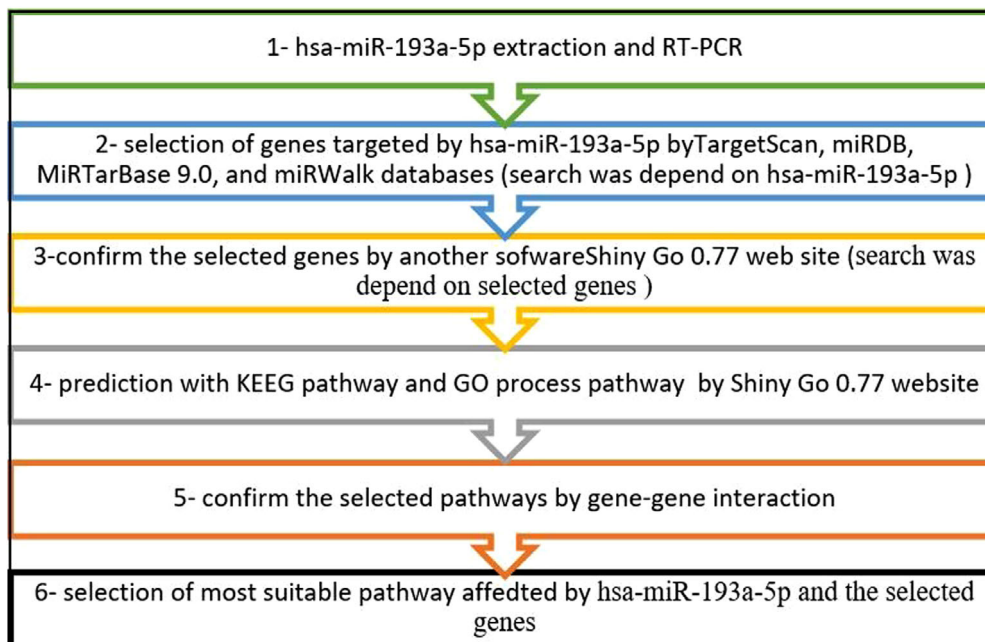 1- hsa-miR-193a-5p extraction and RT-PCR
2- selection of genes targeted by hsa-miR-193a-5p byTargetScan, miRDB,
MiRTarBase 9.0, and miRWalk databases (search was depend on hsa-miR-193a-5p )
3-confirm the selected genes by another sofwareShiny Go 0.77 web site (search was
depend on selected genes )
4- prediction with KEEG pathway and GO process pathway by Shiny Go 0.77 website
5- confirm the selected pathways by gene-gene interaction
6- selection of most suitable pathway affedted by hsa-miR-193a-5p and the selected
genes